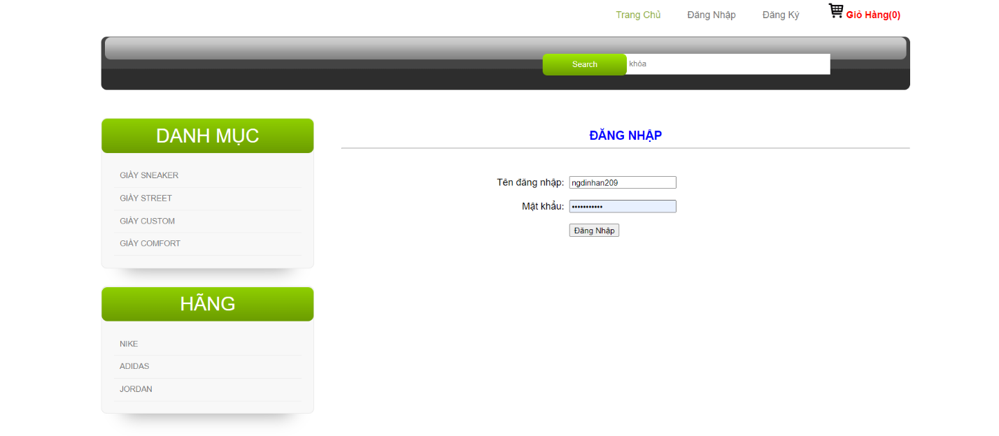 Trang Chủ Đăng Nhập Đăng Ký Giỏ Hàng(0)
Search khóa
DANH MỤC
GIÀY SNEAKER
GIÀY STREET
GIÀY CUSTOM
GIÀY COMFORT
HÃNG
NIKE
ADIDAS
JORDAN
ĐĂNG NHẬP
Tên đăng nhập: ngdinhan209
Mật khẩu: •••••••••••
Đăng Nhập